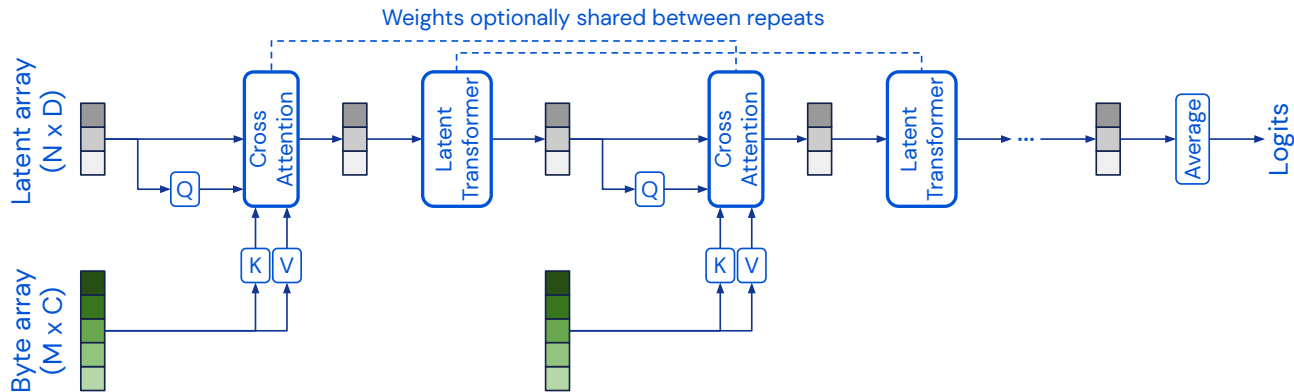 Weights optionally shared between repeats
Latent array
(N x D)
Q
Cross
Attention
Latent
Transformer
Q
Cross
Attention
Latent
Transformer
...
Average
Logits
Byte array
(M x C)
K
V
K
V